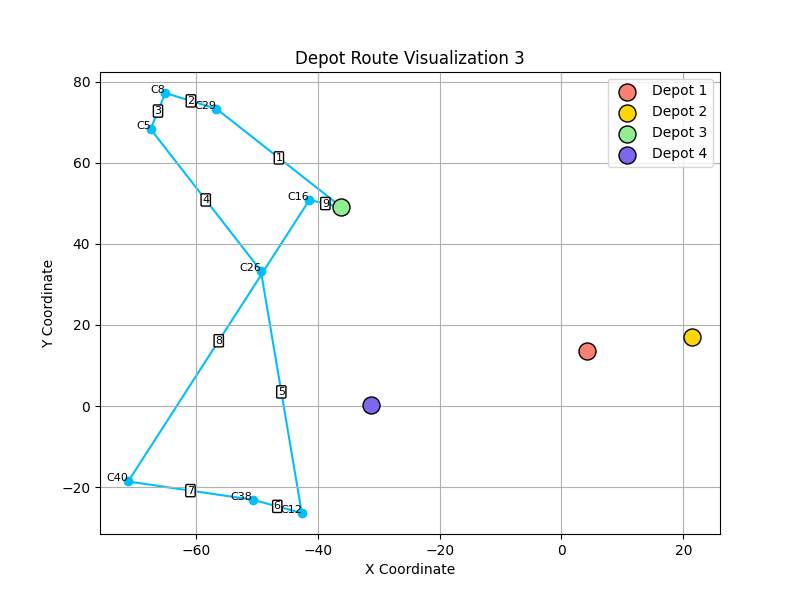 Depot Route Visualization 3
Y Coordinate
80
60
40
20
0
−20
−60
−40
−20
0
20
X Coordinate
Depot 1
Depot 2
Depot 3
Depot 4
C8
2
C29
3
C5
1
4
C16
9
C26
8
5
C40
7
C38
6
C12